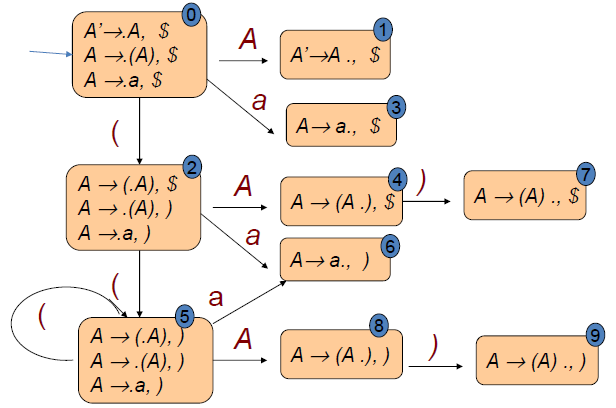 0
A’→.A, $
A →.(A), $
A →.a, $
A
1
A’→A ., $
a
3
A→ a., $
(
2
A → (.A), $
A → .(A), )
A →.a, )
A
4
A → (A .), $
)
7
A → (A) ., $
a
6
A→ a., )
(
(
5
A → (.A), )
A → .(A), )
A →.a, )
a
A
8
A → (A .), )
)
9
A → (A) ., )